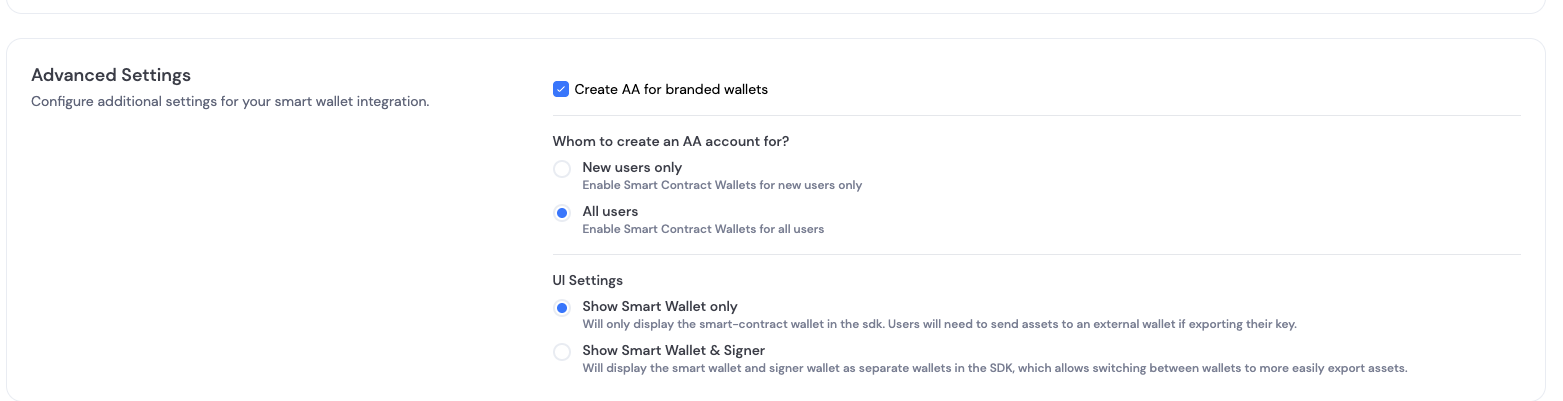 Advanced Settings
Configure additional settings for your smart wallet integration.
Create AA for branded wallets
Whom to create an AA account for?
New users only
Enable Smart Contract Wallets for new users only
All users
Enable Smart Contract Wallets for all users
UI Settings
Show Smart Wallet only
Will only display the smart-contract wallet in the sdk. Users will need to send assets to an external wallet if exporting their key.
Show Smart Wallet & Signer
Will display the smart wallet and signer wallet as separate wallets in the SDK, which allows switching between wallets to more easily export assets.